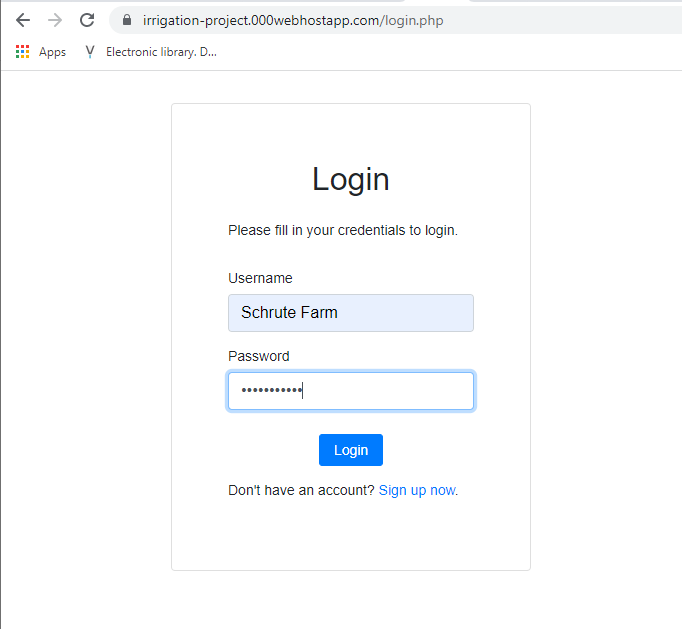 irrigation-project.000webhostapp.com/login.php
Apps Electronic library. D...
Login
Please fill in your credentials to login.
Username
Schrute Farm
Password
•••••••••••
Login
Don't have an account? Sign up now.